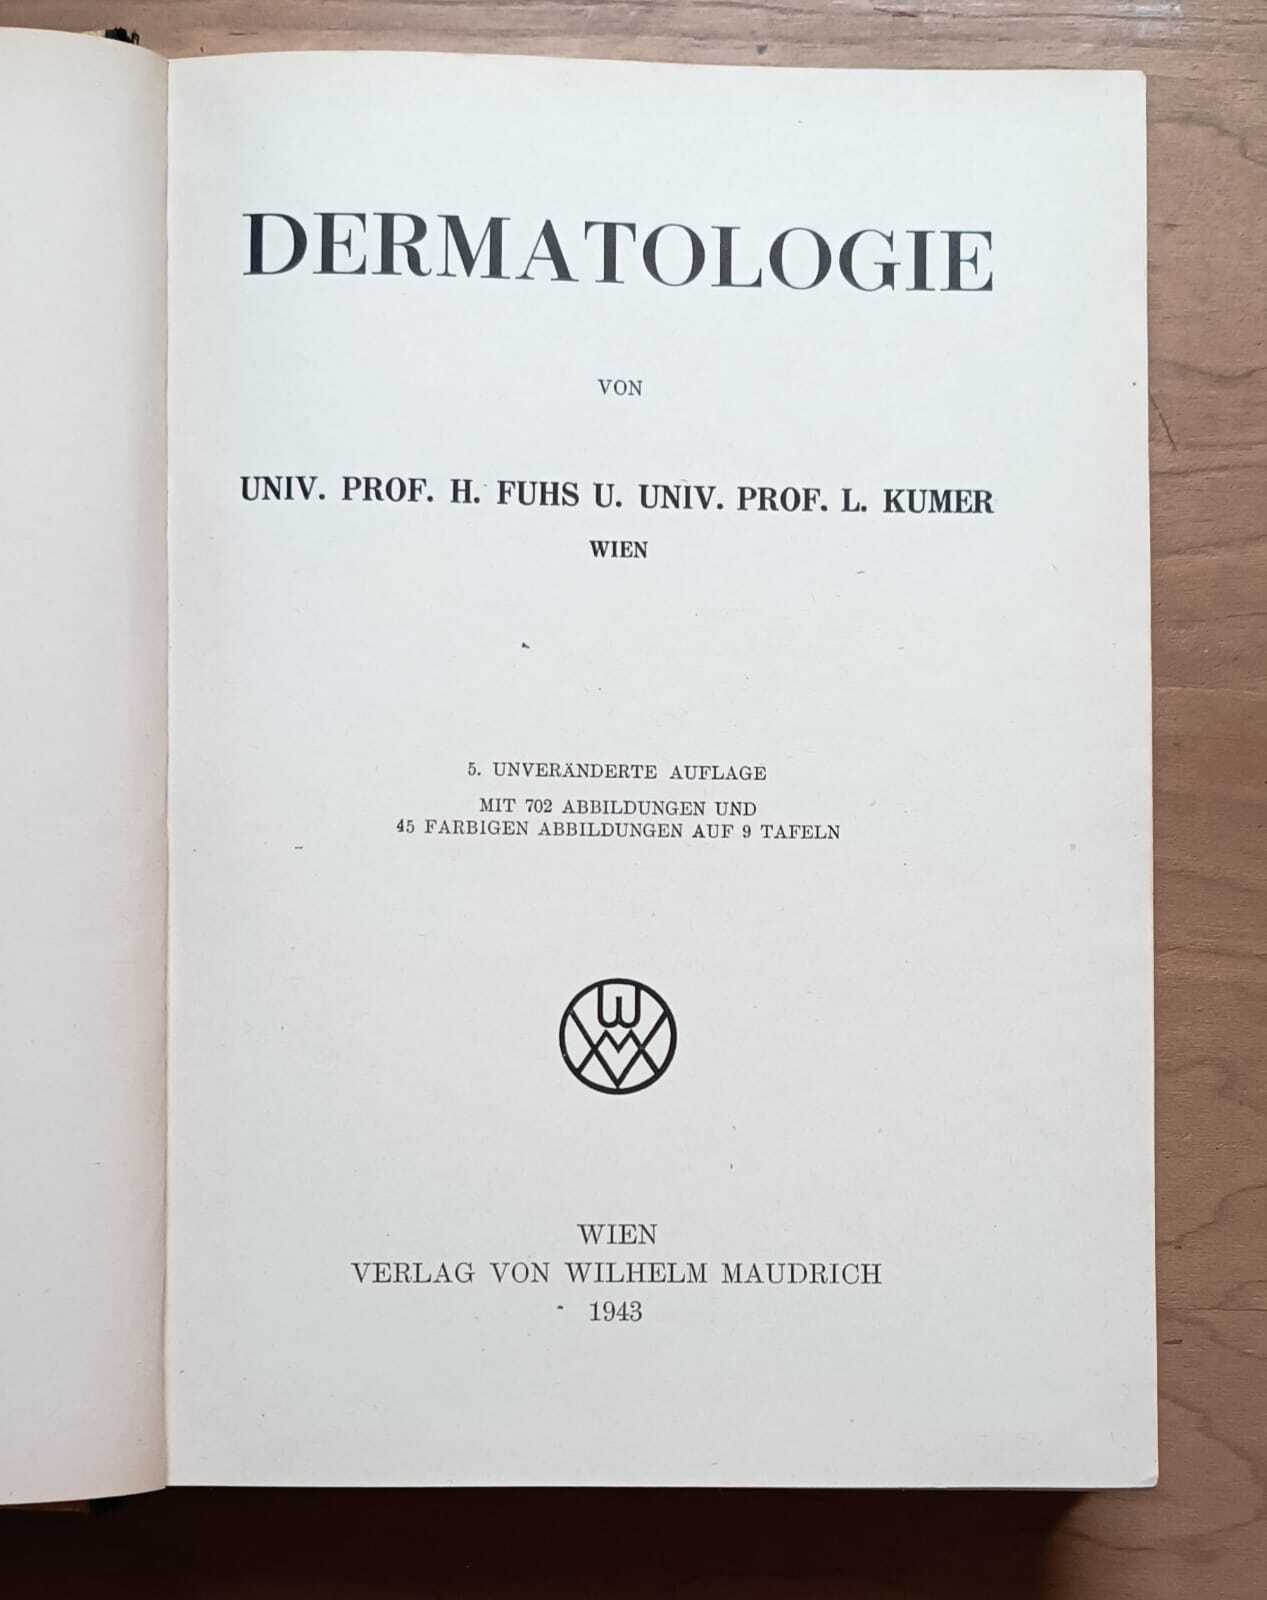 DERMATOLOGIE
VON
UNIV. PROF. H. FUHS U. UNIV. PROF. L. KUMER
WIEN
5. UNVERÄNDERTE AUFLAGE
MIT 702 ABBILDUNGEN UND
45 FARBIGEN ABBILDUNGEN AUF 9 TAFELN
WMV
WIEN
VERLAG VON WILHELM MAUDRICH
1943